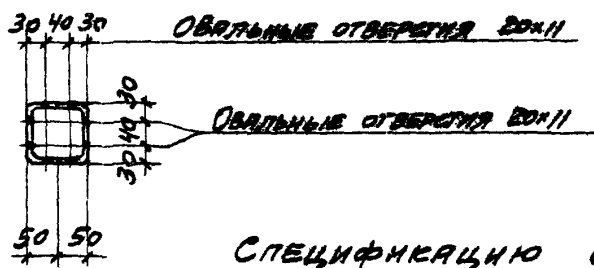 30 40 30
Овальные отверстия 20×11
30
Овальные отверстия 20×11
40
30
50 50
Спецификацию